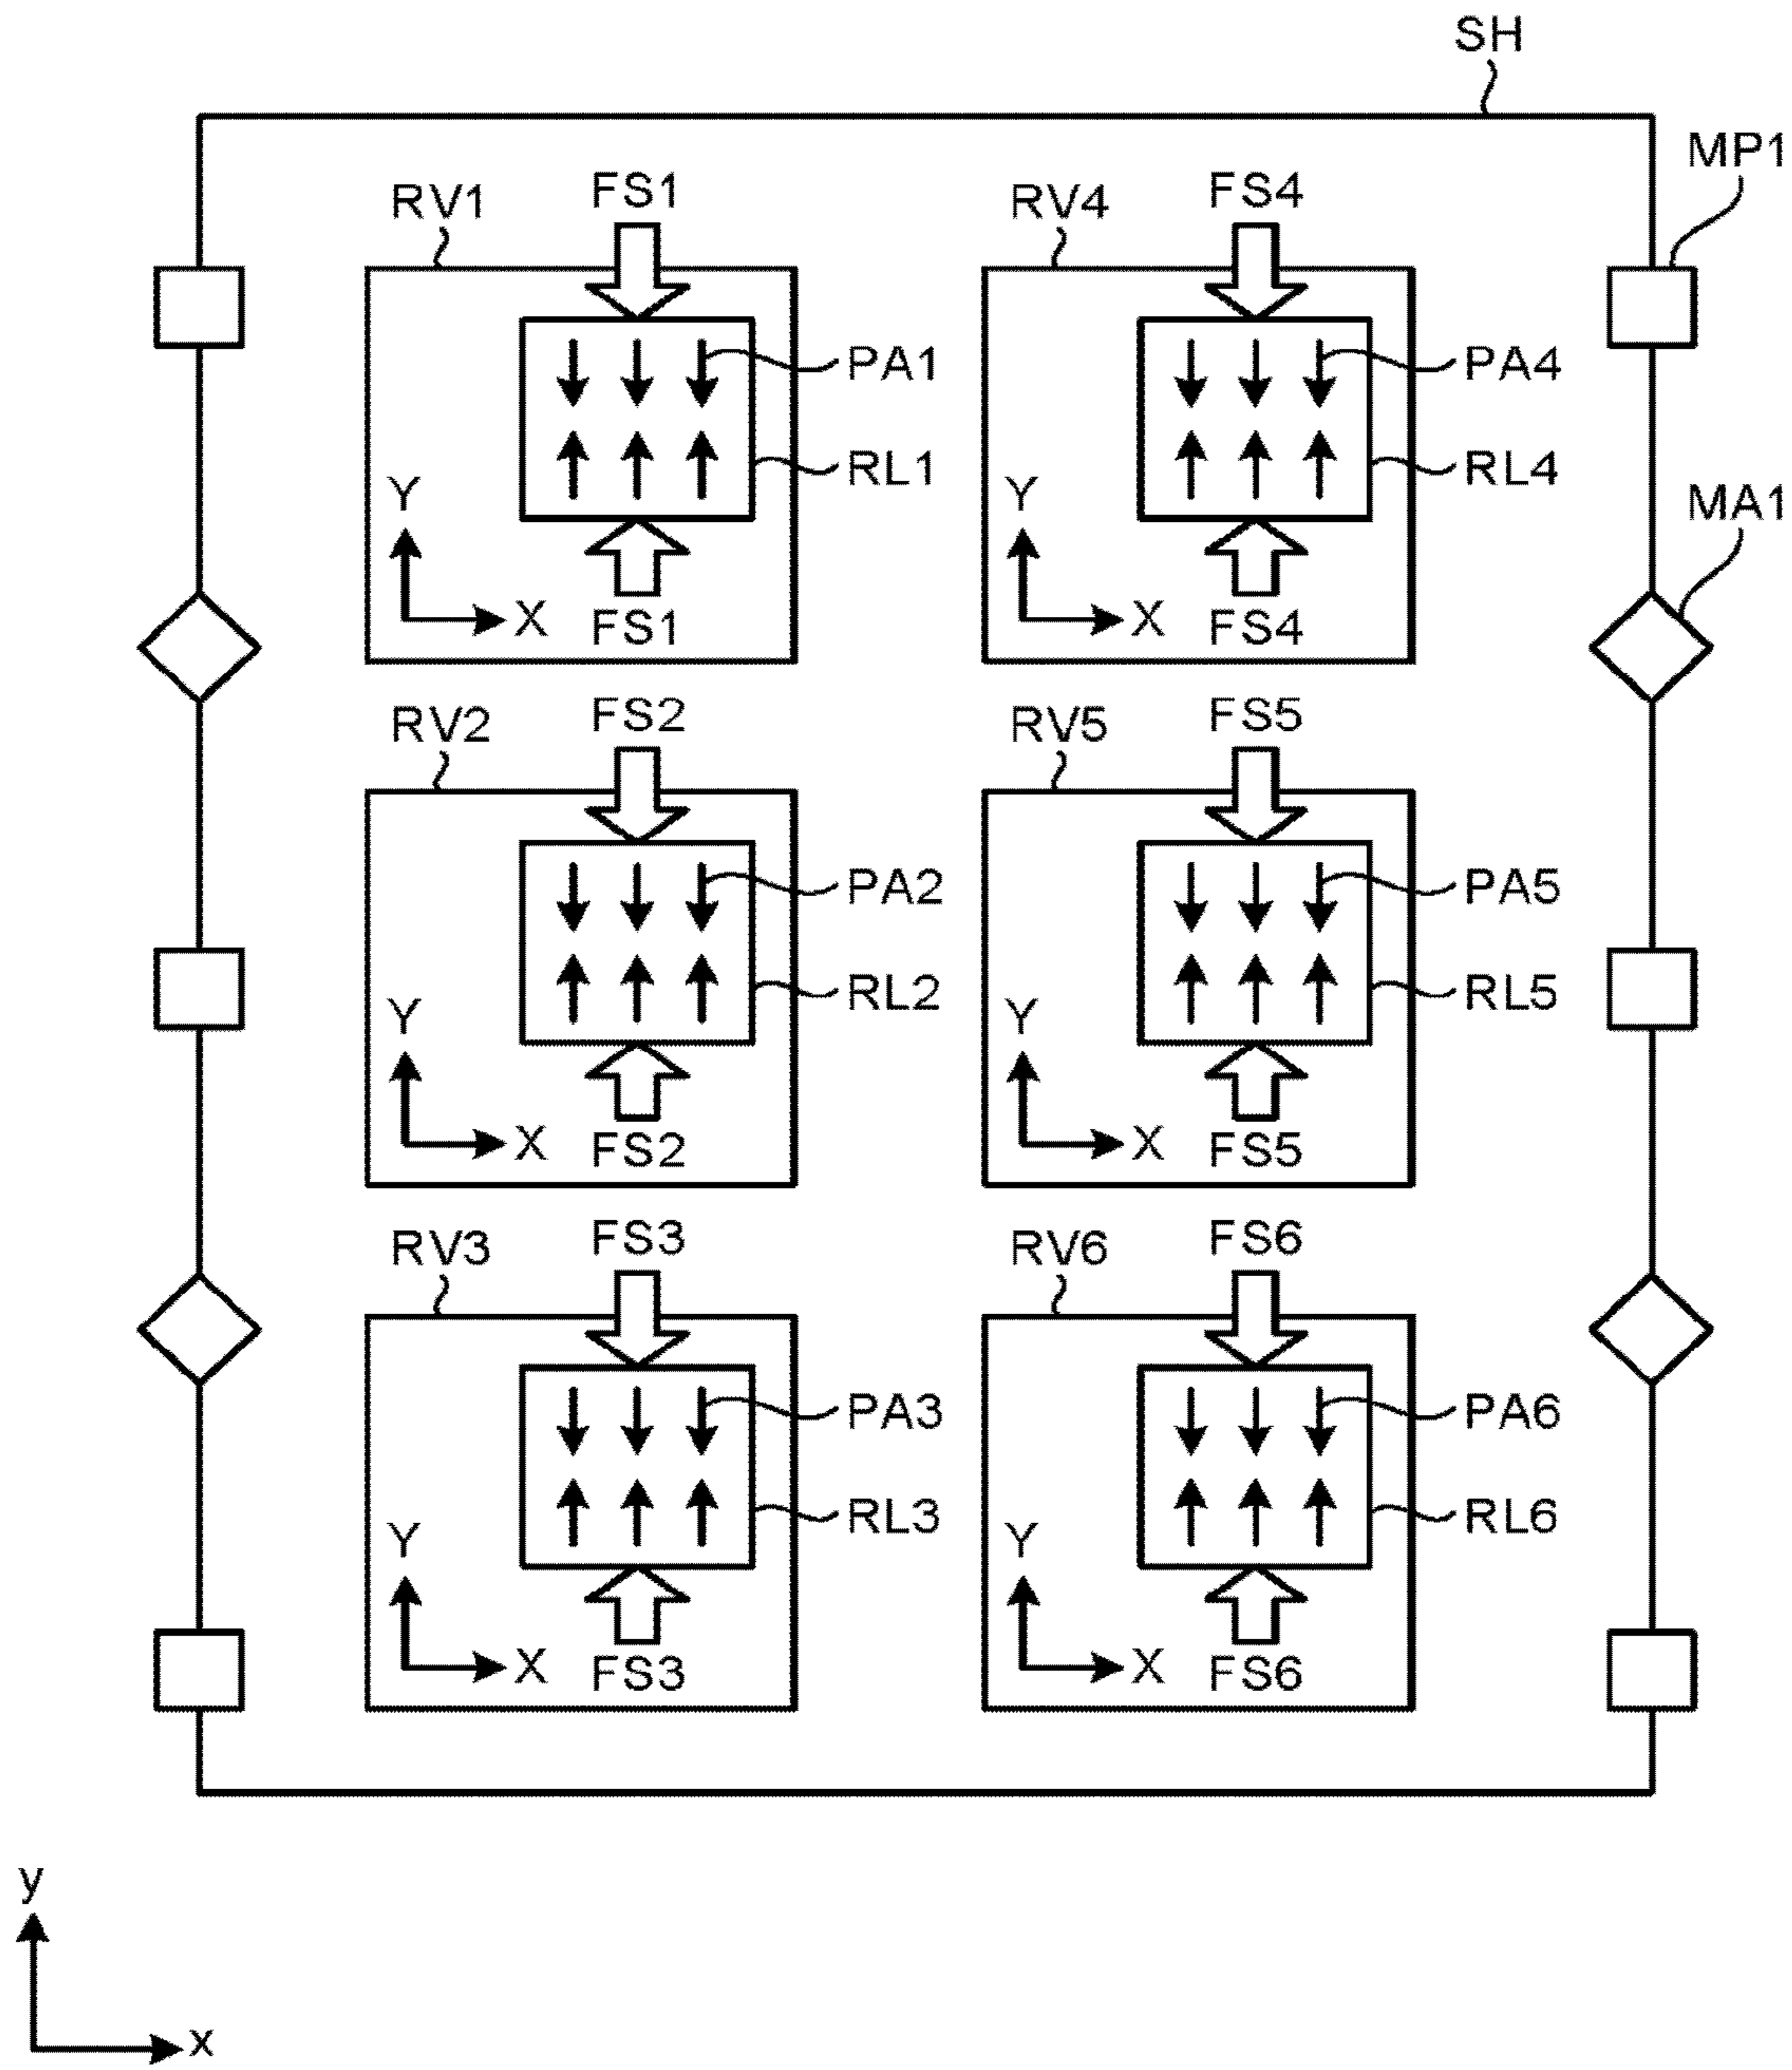 SH
MP1
RV1 FS1 RV4 FS4
PA1 PA4
RL1 RL4
Y Y MA1
X FS1 X FS4
RV2 FS2 RV5 FS5
PA2 PA5
RL2 RL5
Y Y
X FS2 X FS5
RV3 FS3 RV6 FS6
PA3 PA6
RL3 RL6
Y Y
X FS3 X FS6
y
x